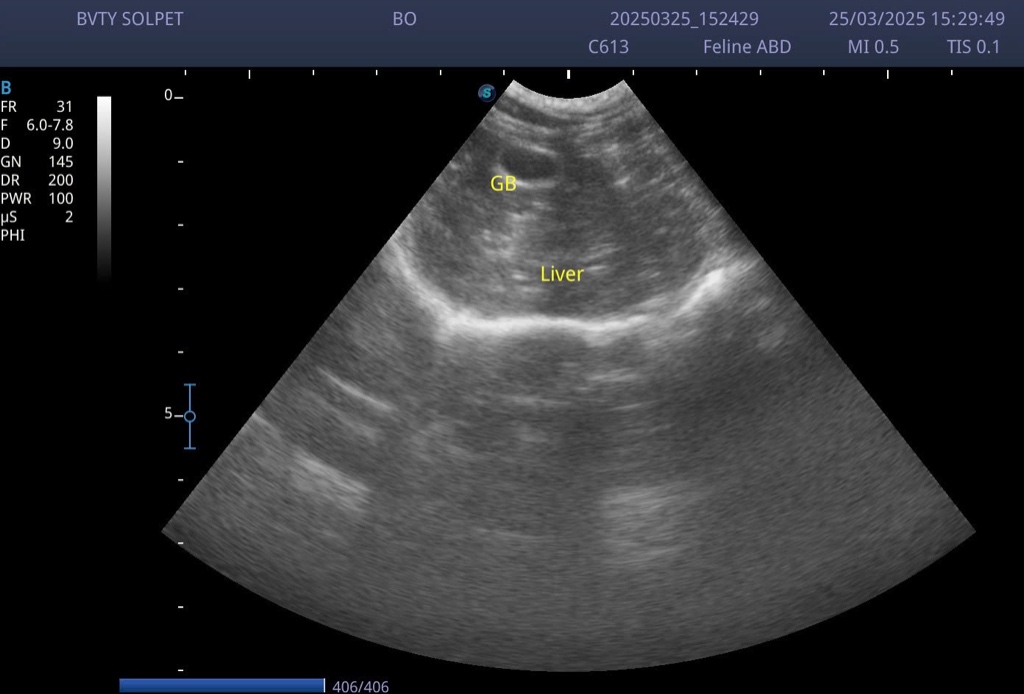 BVTY SOLPET BO 20250325_152429 25/03/2025 15:29:49
C613 Feline ABD MI 0.5 TIS 0.1
B
FR 31
F 6.0-7.8
D 9.0
GN 145
DR 200
PWR 100
µS 2
PHI
0
S
GB
Liver
5
406/406